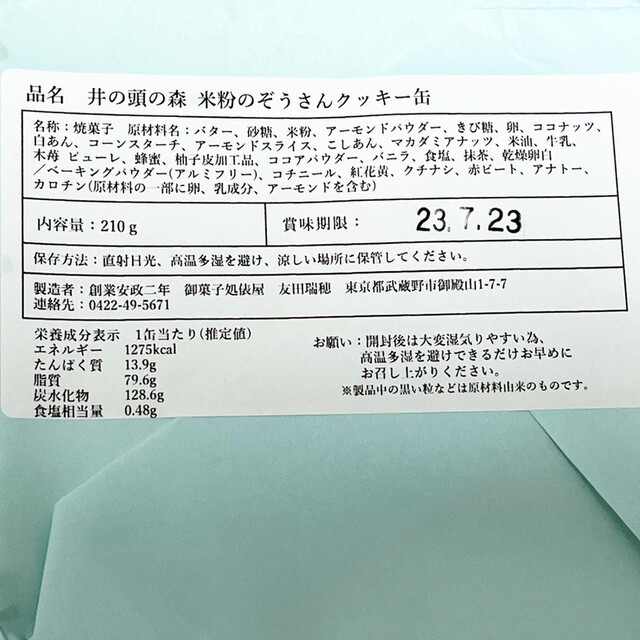 品名　井の頭の森 米粉のぞうさんクッキー缶
名称：焼菓子　原材料名：バター、砂糖、米粉、アーモンドパウダー、きび糖、卵、ココナッツ、
白あん、コーンスターチ、アーモンドスライス、こしあん、マカダミアナッツ、米油、牛乳、
木苺 ピューレ、蜂蜜、柚子皮加工品、ココアパウダー、バニラ、食塩、抹茶、乾燥卵白
／ベーキングパウダー(アルミフリー)、コチニール、紅花黄、クチナシ、赤ビート、アナトー、
カロチン(原材料の一部に卵、乳成分、アーモンドを含む)
内容量：210ｇ　賞味期限：　23.7.23
保存方法：直射日光、高温多湿を避け、涼しい場所に保管してください。
製造者：創業安政二年　御菓子処俵屋　友田瑞穂　東京都武蔵野市御殿山1-7-7
連絡先：0422-49-5671
栄養成分表示　1缶当たり(推定値)
エネルギー　1275kcal
たんぱく質　13.9g
脂質　79.6g
炭水化物　128.6g
食塩相当量　0.48g
お願い：開封後は大変湿気りやすい為、
高温多湿を避けできるだけお早めに
お召し上がりください。
※製品中の黒い粒などは原材料由来のものです。